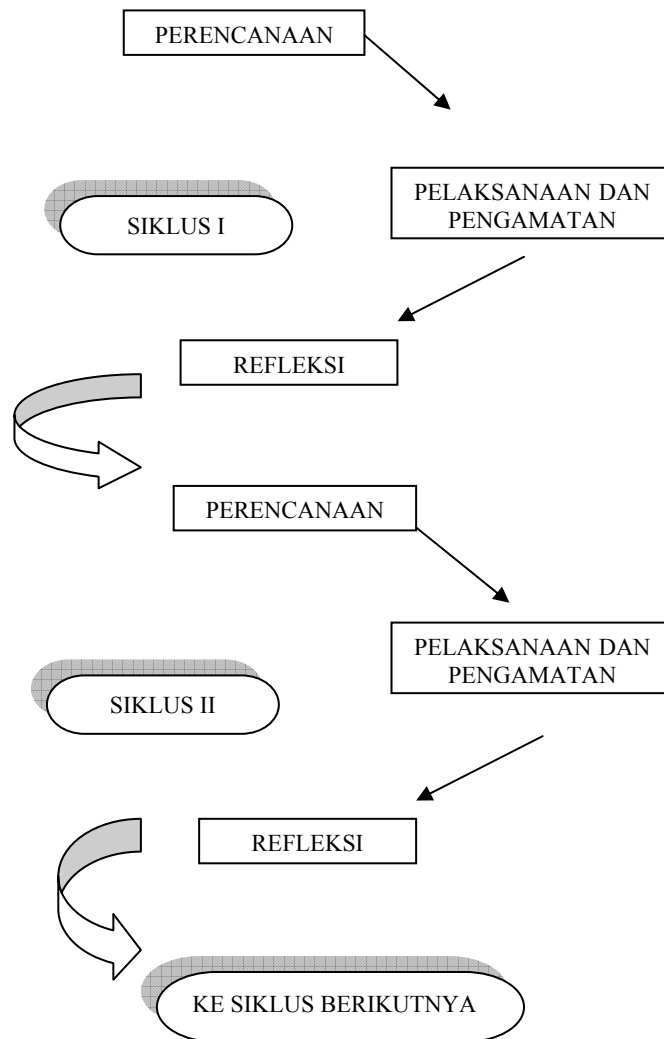 PERENCANAAN
PELAKSANAAN DAN
PENGAMATAN
SIKLUS I
REFLEKSI
PERENCANAAN
PELAKSANAAN DAN
PENGAMATAN
SIKLUS II
REFLEKSI
KE SIKLUS BERIKUTNYA